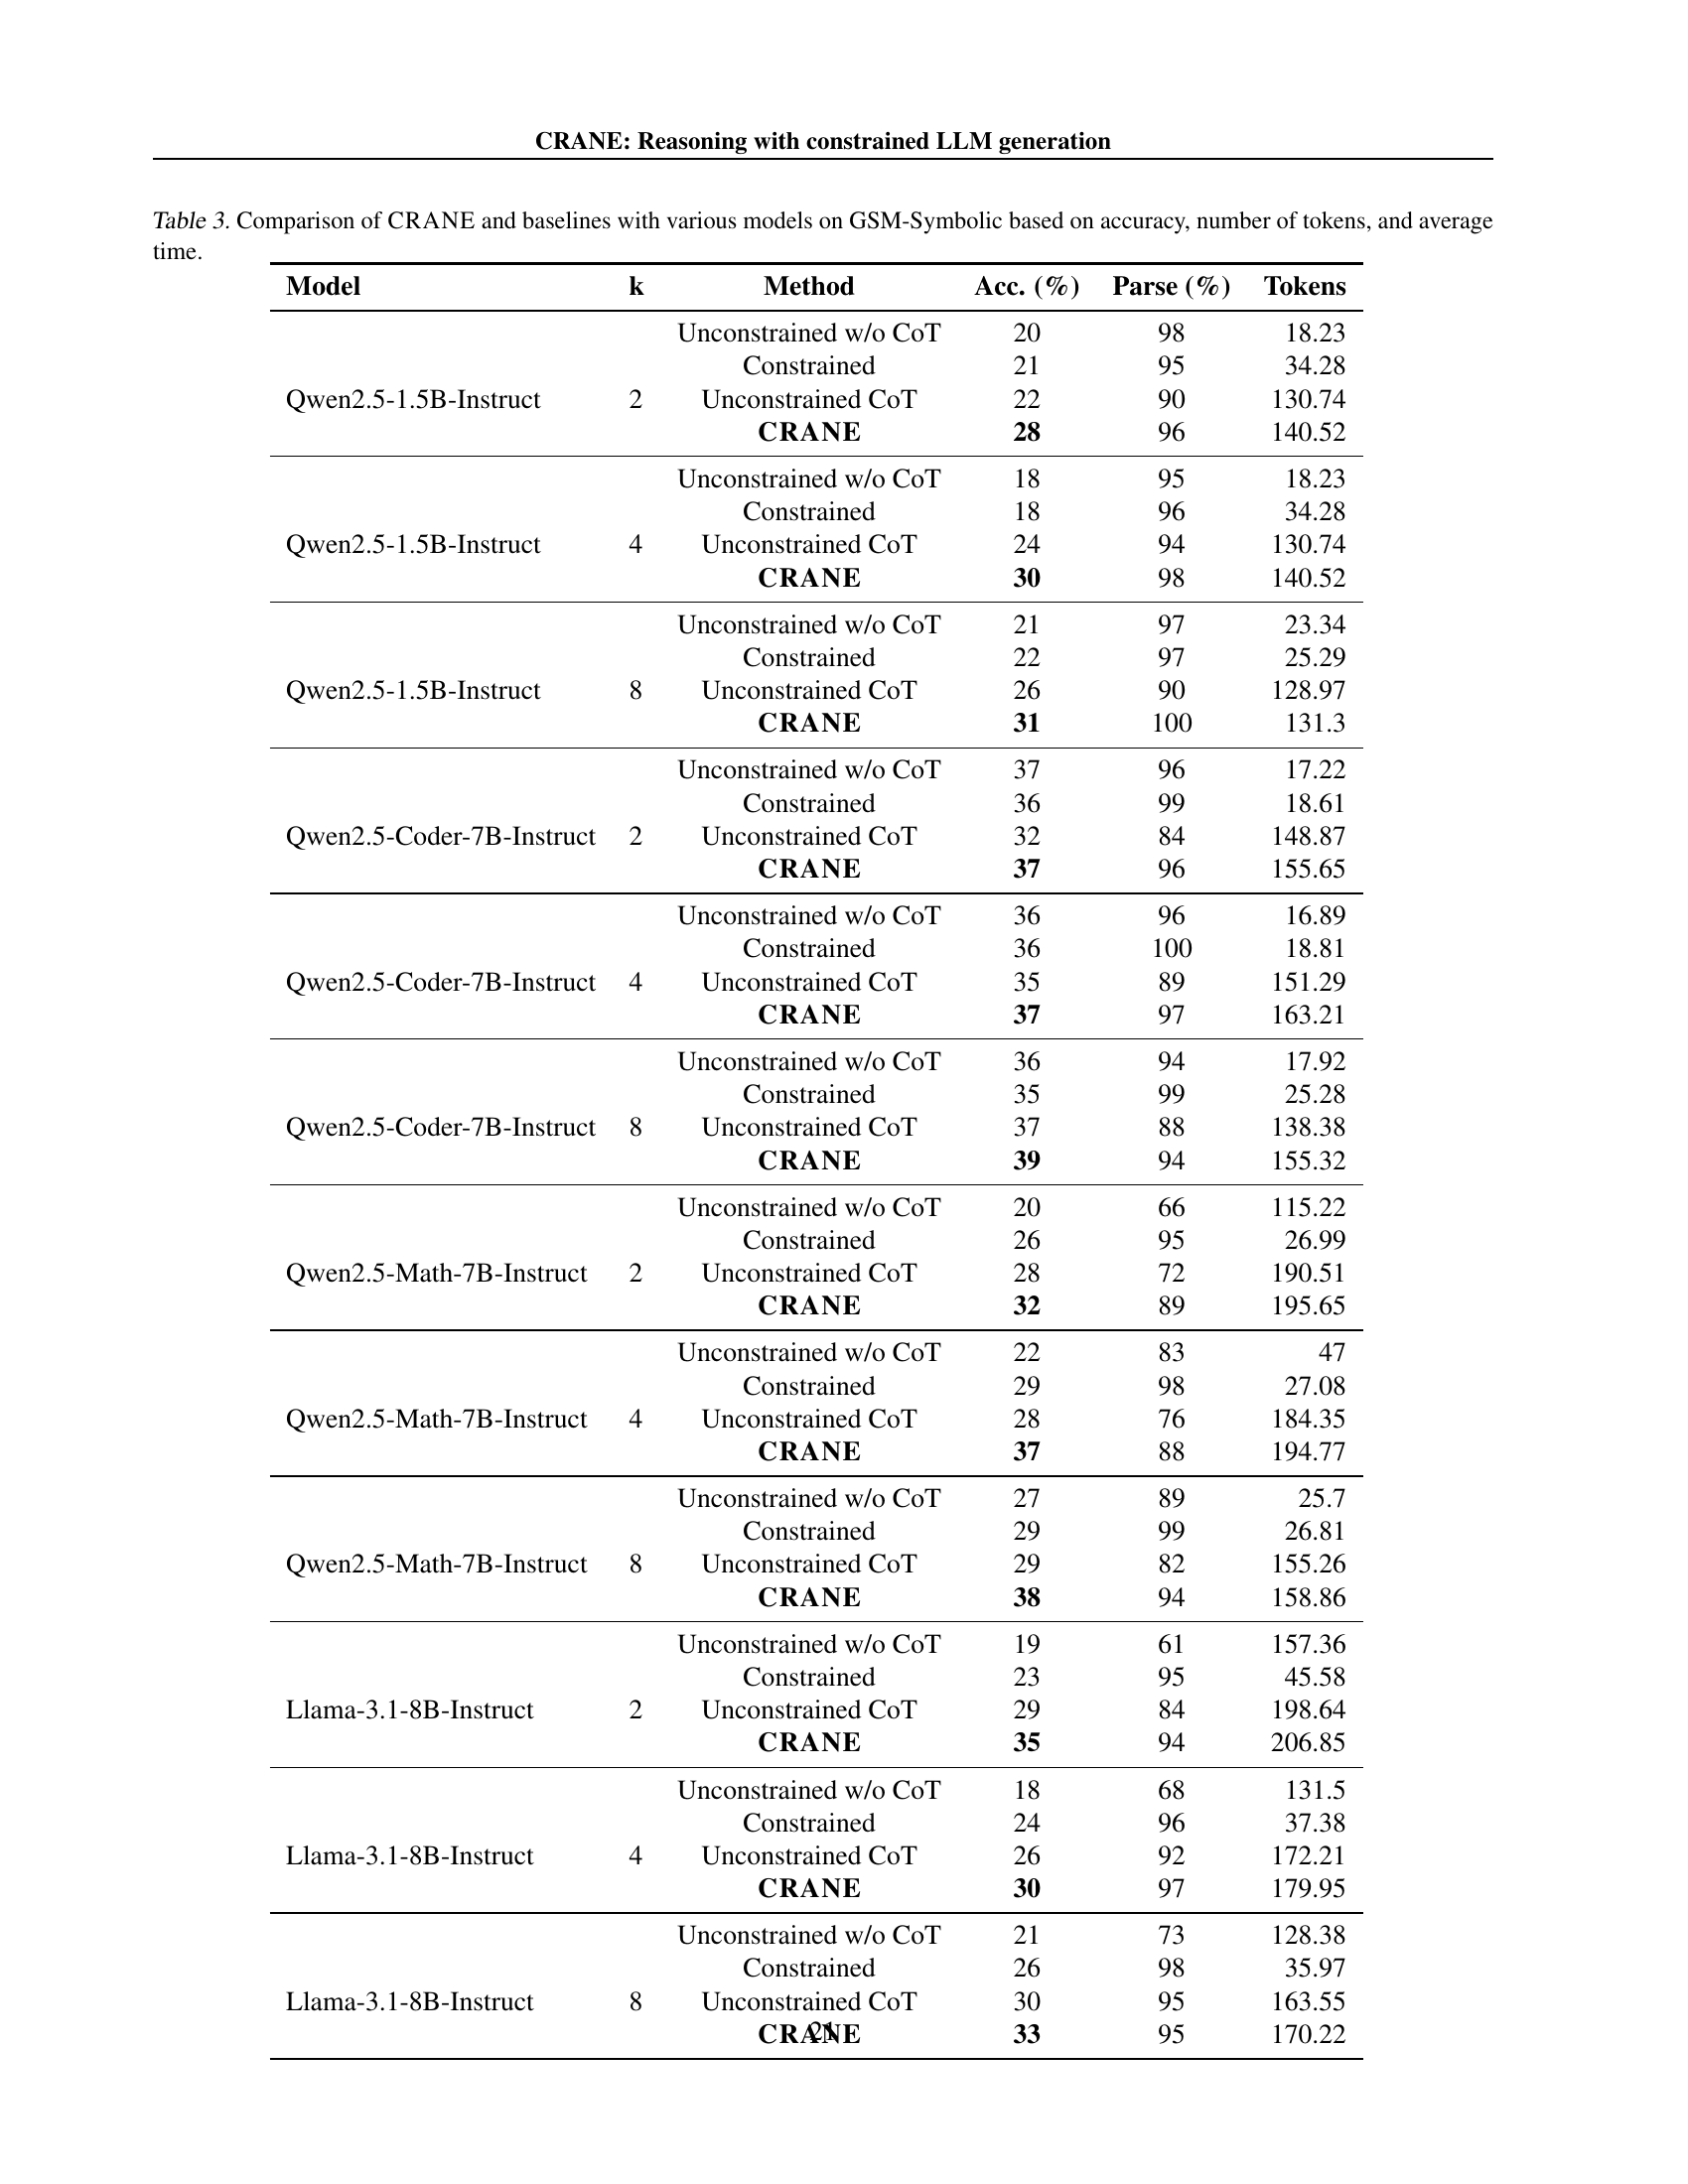 CRANE: Reasoning with constrained LLM generation
Table 3. Comparison of CRANE and baselines with various models on GSM-Symbolic based on accuracy, number of tokens, and average
time.
Model k Method Acc. (%) Parse (%) Tokens
Unconstrained w/o CoT 20 98 18.23
Constrained 21 95 34.28
Qwen2.5-1.5B-Instruct 2 Unconstrained CoT 22 90 130.74
CRANE 28 96 140.52
Unconstrained w/o CoT 18 95 18.23
Constrained 18 96 34.28
Qwen2.5-1.5B-Instruct 4 Unconstrained CoT 24 94 130.74
CRANE 30 98 140.52
Unconstrained w/o CoT 21 97 23.34
Constrained 22 97 25.29
Qwen2.5-1.5B-Instruct 8 Unconstrained CoT 26 90 128.97
CRANE 31 100 131.3
Unconstrained w/o CoT 37 96 17.22
Constrained 36 99 18.61
Qwen2.5-Coder-7B-Instruct 2 Unconstrained CoT 32 84 148.87
CRANE 37 96 155.65
Unconstrained w/o CoT 36 96 16.89
Constrained 36 100 18.81
Qwen2.5-Coder-7B-Instruct 4 Unconstrained CoT 35 89 151.29
CRANE 37 97 163.21
Unconstrained w/o CoT 36 94 17.92
Constrained 35 99 25.28
Qwen2.5-Coder-7B-Instruct 8 Unconstrained CoT 37 88 138.38
CRANE 39 94 155.32
Unconstrained w/o CoT 20 66 115.22
Constrained 26 95 26.99
Qwen2.5-Math-7B-Instruct 2 Unconstrained CoT 28 72 190.51
CRANE 32 89 195.65
Unconstrained w/o CoT 22 83 47
Constrained 29 98 27.08
Qwen2.5-Math-7B-Instruct 4 Unconstrained CoT 28 76 184.35
CRANE 37 88 194.77
Unconstrained w/o CoT 27 89 25.7
Constrained 29 99 26.81
Qwen2.5-Math-7B-Instruct 8 Unconstrained CoT 29 82 155.26
CRANE 38 94 158.86
Unconstrained w/o CoT 19 61 157.36
Constrained 23 95 45.58
Llama-3.1-8B-Instruct 2 Unconstrained CoT 29 84 198.64
CRANE 35 94 206.85
Unconstrained w/o CoT 18 68 131.5
Constrained 24 96 37.38
Llama-3.1-8B-Instruct 4 Unconstrained CoT 26 92 172.21
CRANE 30 97 179.95
Unconstrained w/o CoT 21 73 128.38
Constrained 26 98 35.97
Llama-3.1-8B-Instruct 8 Unconstrained CoT 30 95 163.55
CRANE 33 95 170.22
21